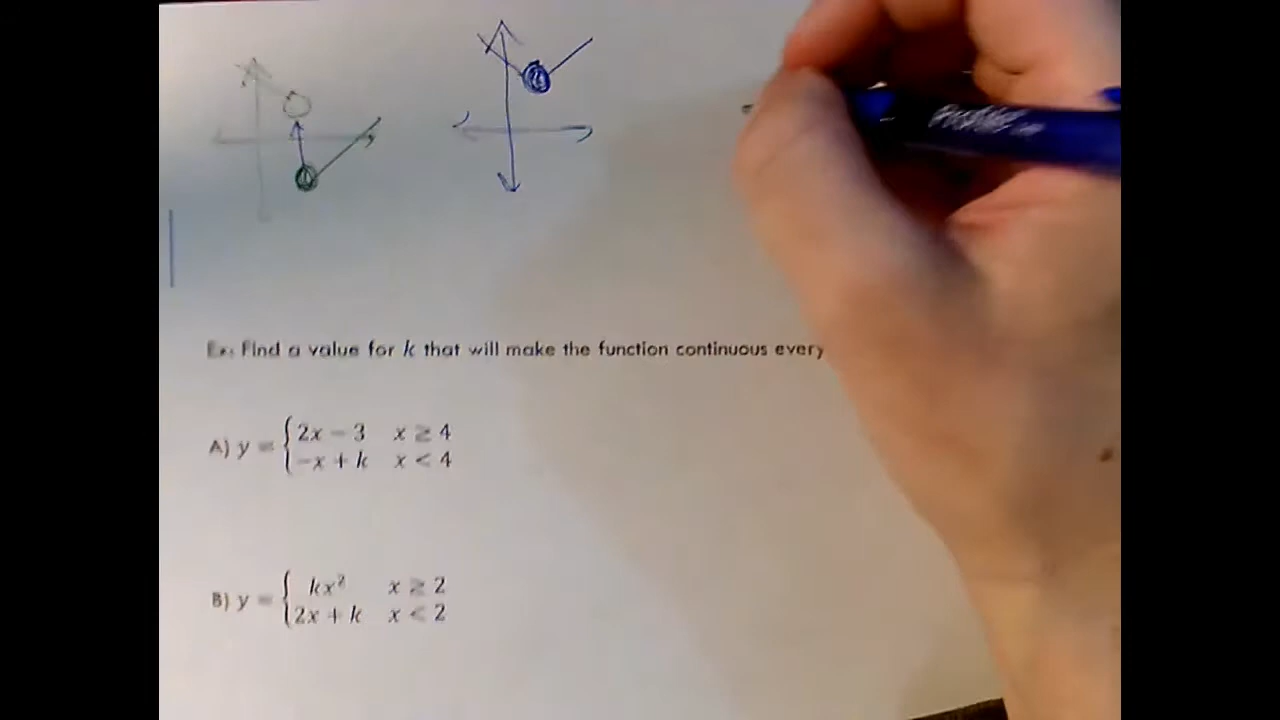 Ex: Find a value for k that will make the function continuous every
A) y = { 2x − 3 x ≥ 4
−x + k x < 4
B) y = { kx² x ≥ 2
2x + k x < 2